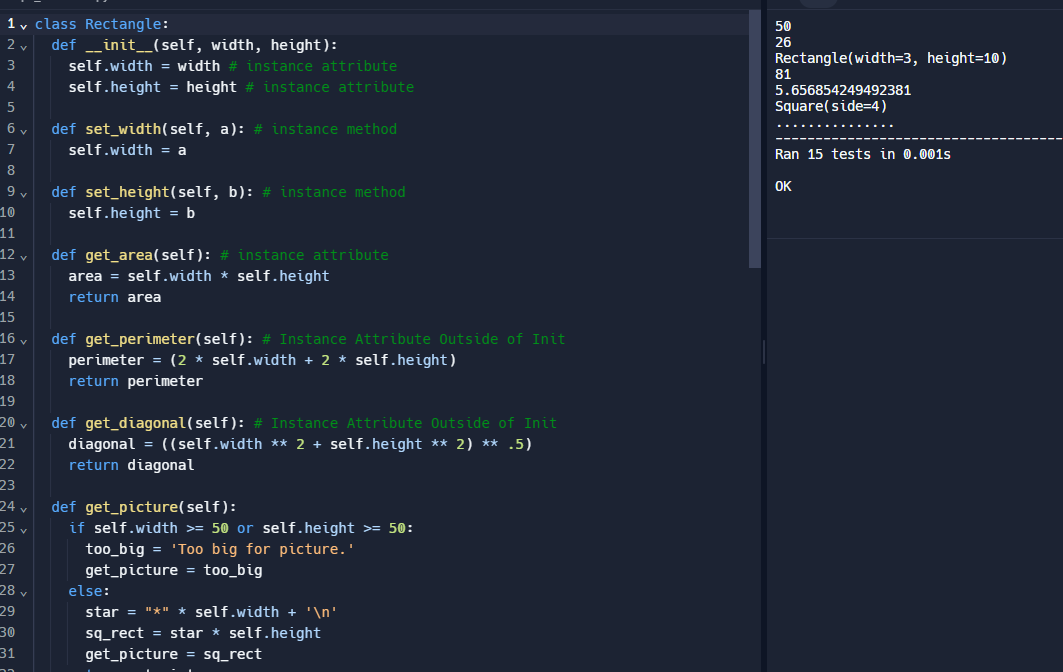 1 class Rectangle:
2 def __init__(self, width, height):
3 self.width = width # instance attribute
4 self.height = height # instance attribute
5
6 def set_width(self, a): # instance method
7 self.width = a
8
9 def set_height(self, b): # instance method
10 self.height = b
11
12 def get_area(self): # instance attribute
13 area = self.width * self.height
14 return area
15
16 def get_perimeter(self): # Instance Attribute Outside of Init
17 perimeter = (2 * self.width + 2 * self.height)
18 return perimeter
19
20 def get_diagonal(self): # Instance Attribute Outside of Init
21 diagonal = ((self.width ** 2 + self.height ** 2) ** .5)
22 return diagonal
23
24 def get_picture(self):
25 if self.width >= 50 or self.height >= 50:
26 too_big = 'Too big for picture.'
27 get_picture = too_big
28 else:
29 star = "*" * self.width + '\n'
30 sq_rect = star * self.height
31 get_picture = sq_rect
50
26
Rectangle(width=3, height=10)
81
5.656854249492381
Square(side=4)
...............
--------------------------------------
Ran 15 tests in 0.001s
OK